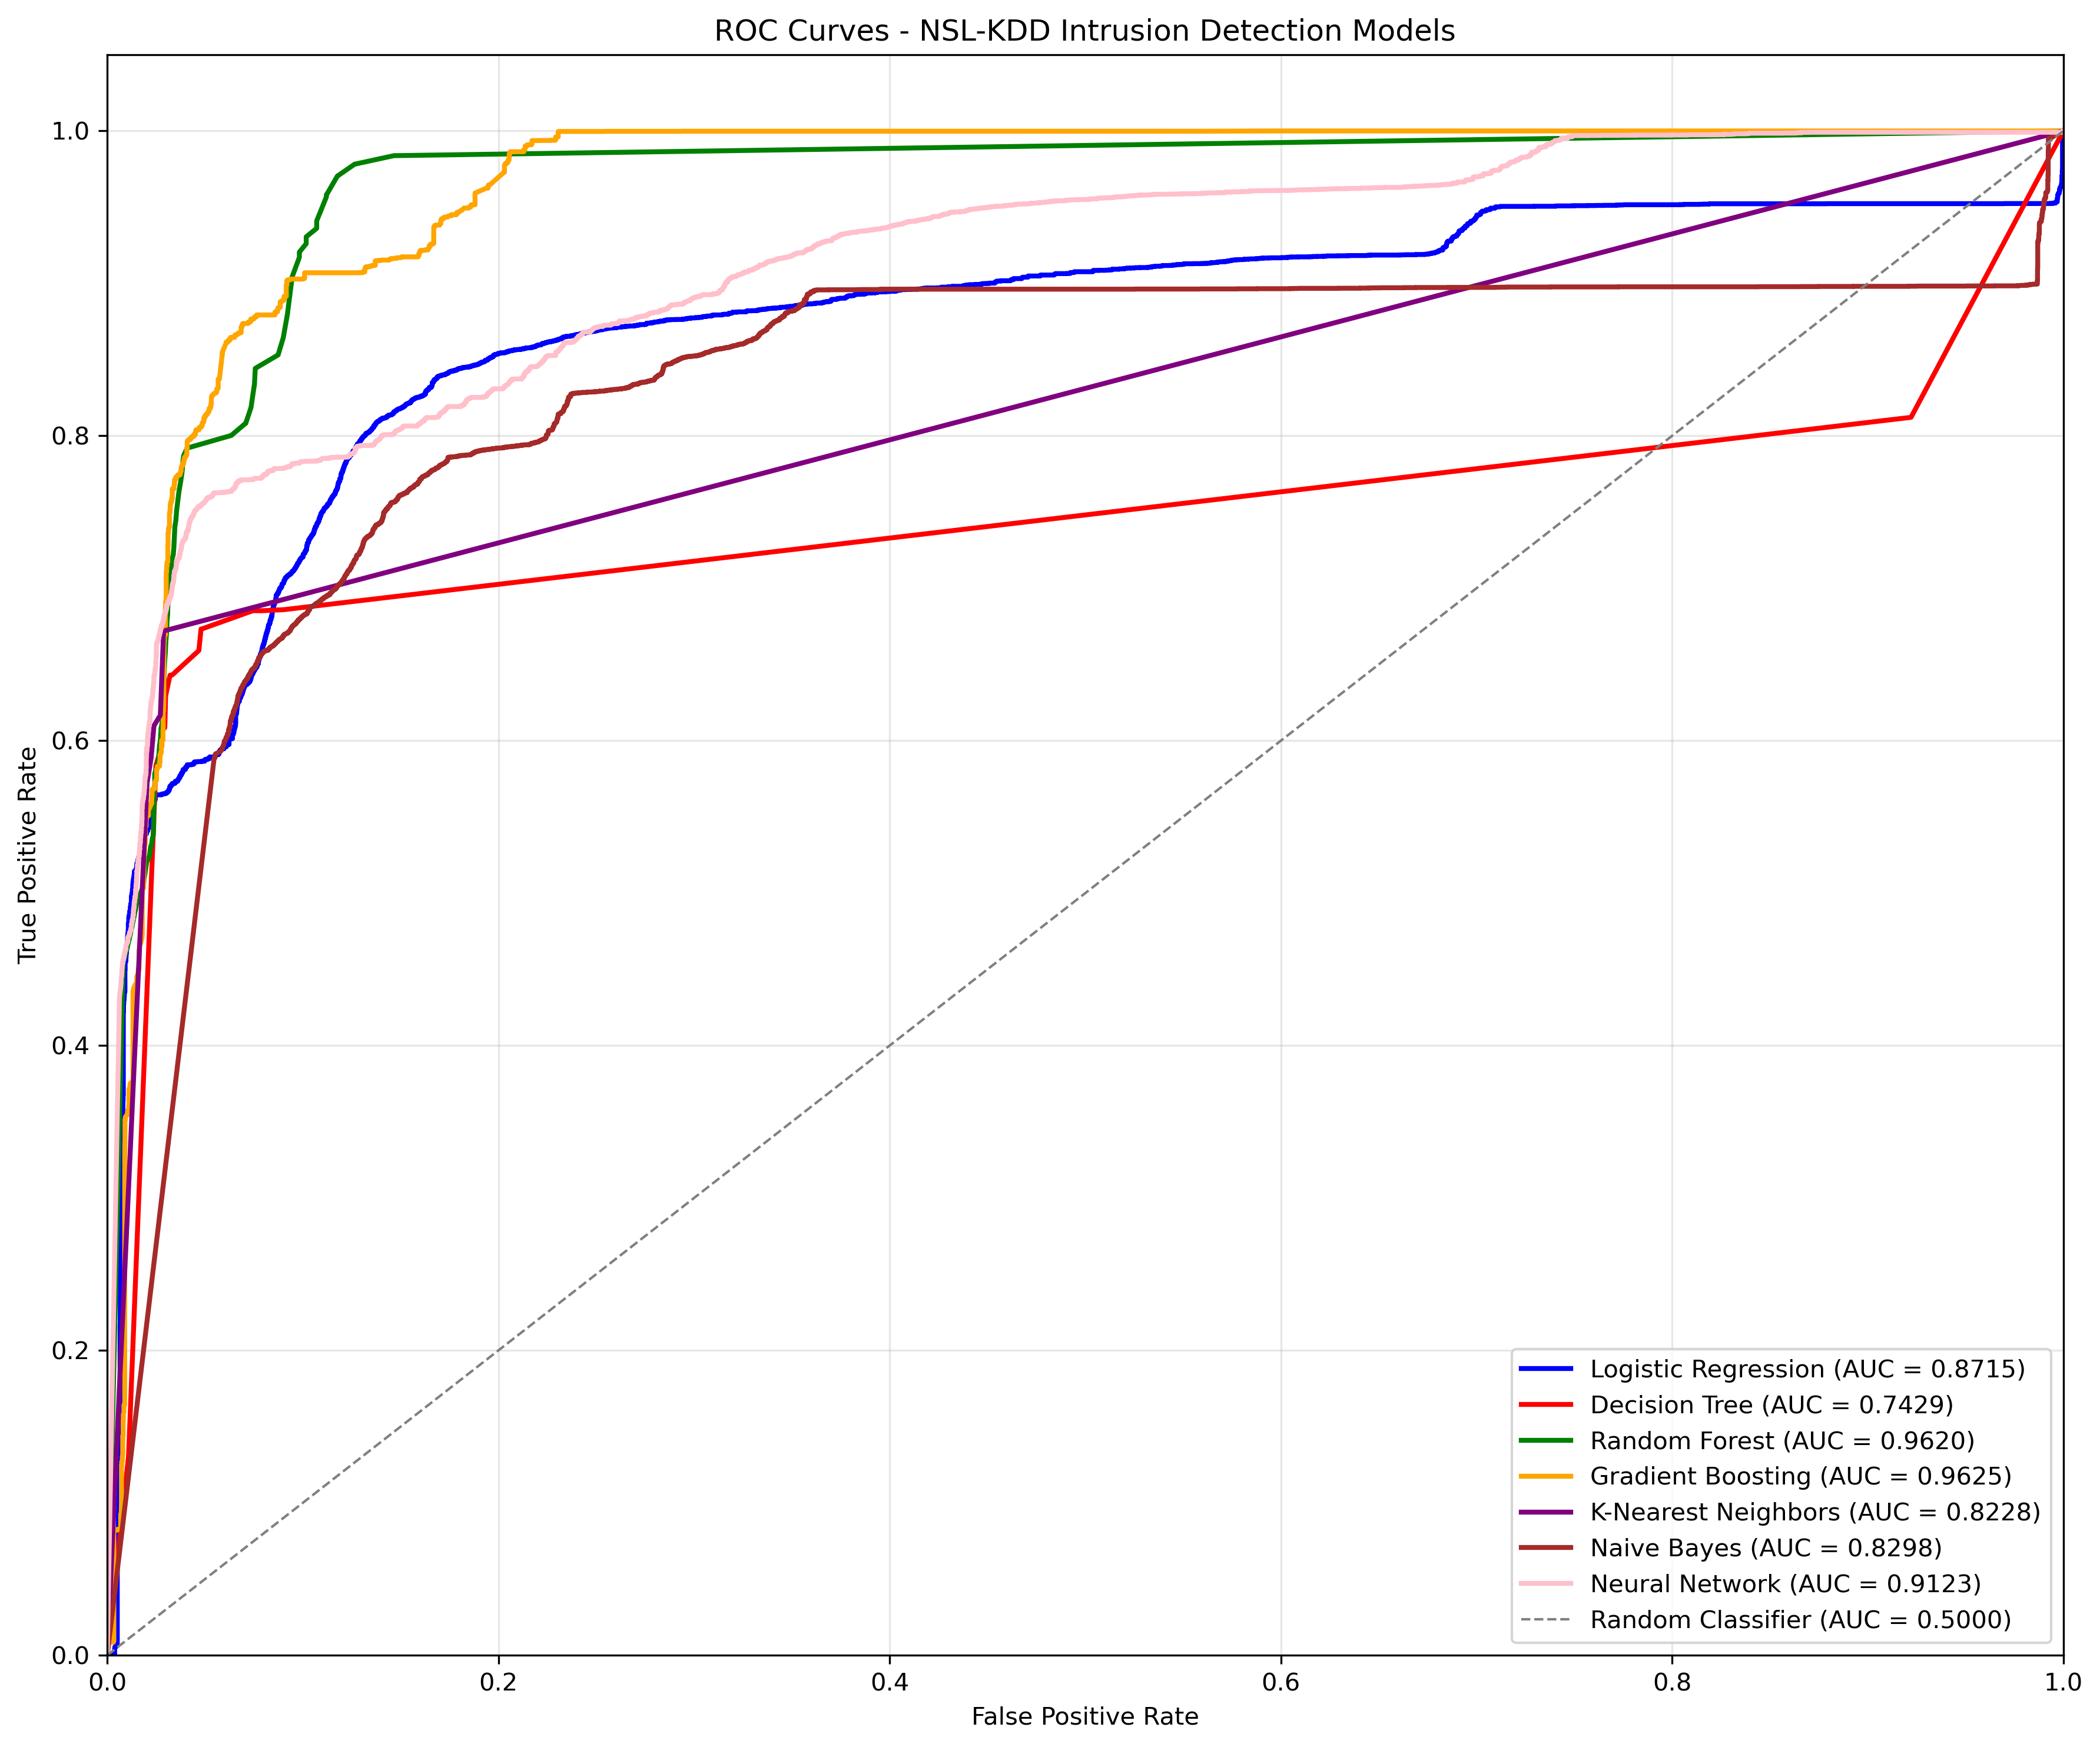 ROC Curves - NSL-KDD Intrusion Detection Models
True Positive Rate
1.0
0.8
0.6
0.4
0.2
0.0
0.0 0.2 0.4 0.6 0.8 1.0
False Positive Rate
Logistic Regression (AUC = 0.8715)
Decision Tree (AUC = 0.7429)
Random Forest (AUC = 0.9620)
Gradient Boosting (AUC = 0.9625)
K-Nearest Neighbors (AUC = 0.8228)
Naive Bayes (AUC = 0.8298)
Neural Network (AUC = 0.9123)
Random Classifier (AUC = 0.5000)